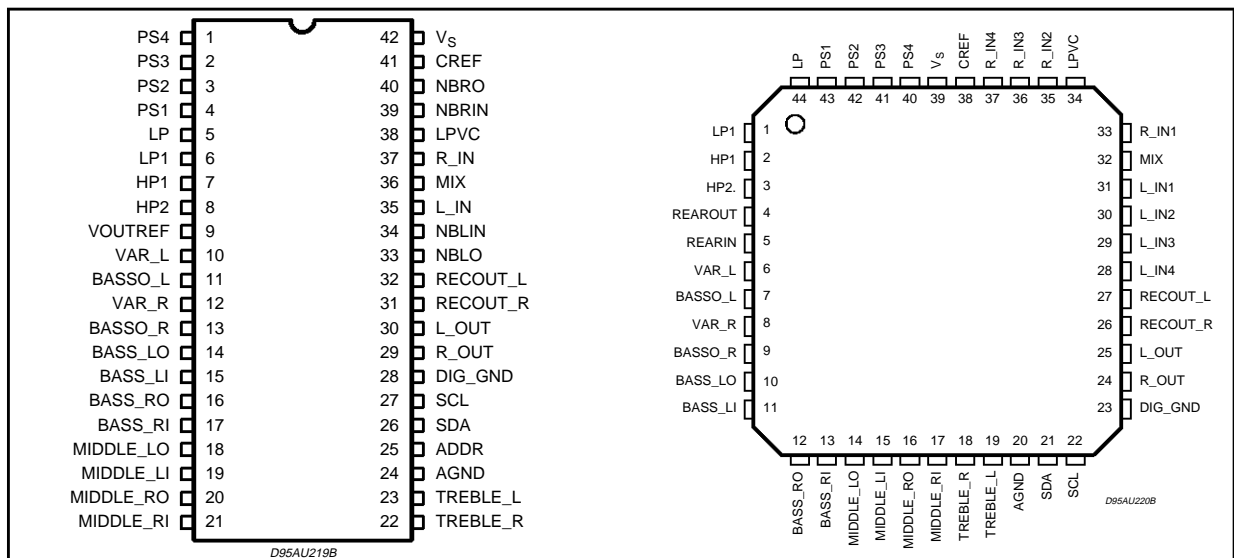 PS4 1 42 VS
PS3 2 41 CREF
PS2 3 40 NBRO
PS1 4 39 NBRIN
LP 5 38 LPVC
LP1 6 37 R_IN
HP1 7 36 MIX
HP2 8 35 L_IN
VOUTREF 9 34 NBLIN
VAR_L 10 33 NBLO
BASSO_L 11 32 RECOUT_L
VAR_R 12 31 RECOUT_R
BASSO_R 13 30 L_OUT
BASS_LO 14 29 R_OUT
BASS_LI 15 28 DIG_GND
BASS_RO 16 27 SCL
BASS_RI 17 26 SDA
MIDDLE_LO 18 25 ADDR
MIDDLE_LI 19 24 AGND
MIDDLE_RO 20 23 TREBLE_L
MIDDLE_RI 21 22 TREBLE_R
D95AU219B
LP PS1 PS2 PS3 PS4 VS CREF R_IN4 R_IN3 R_IN2 LPVC
44 43 42 41 40 39 38 37 36 35 34
LP1 1 33 R_IN1
HP1 2 32 MIX
HP2. 3 31 L_IN1
REAROUT 4 30 L_IN2
REARIN 5 29 L_IN3
VAR_L 6 28 L_IN4
BASSO_L 7 27 RECOUT_L
VAR_R 8 26 RECOUT_R
BASSO_R 9 25 L_OUT
BASS_LO 10 24 R_OUT
BASS_LI 11 23 DIG_GND
12 13 14 15 16 17 18 19 20 21 22
BASS_RO BASS_RI MIDDLE_LO MIDDLE_LI MIDDLE_RO MIDDLE_RI TREBLE_R TREBLE_L AGND SDA SCL
D95AU220B